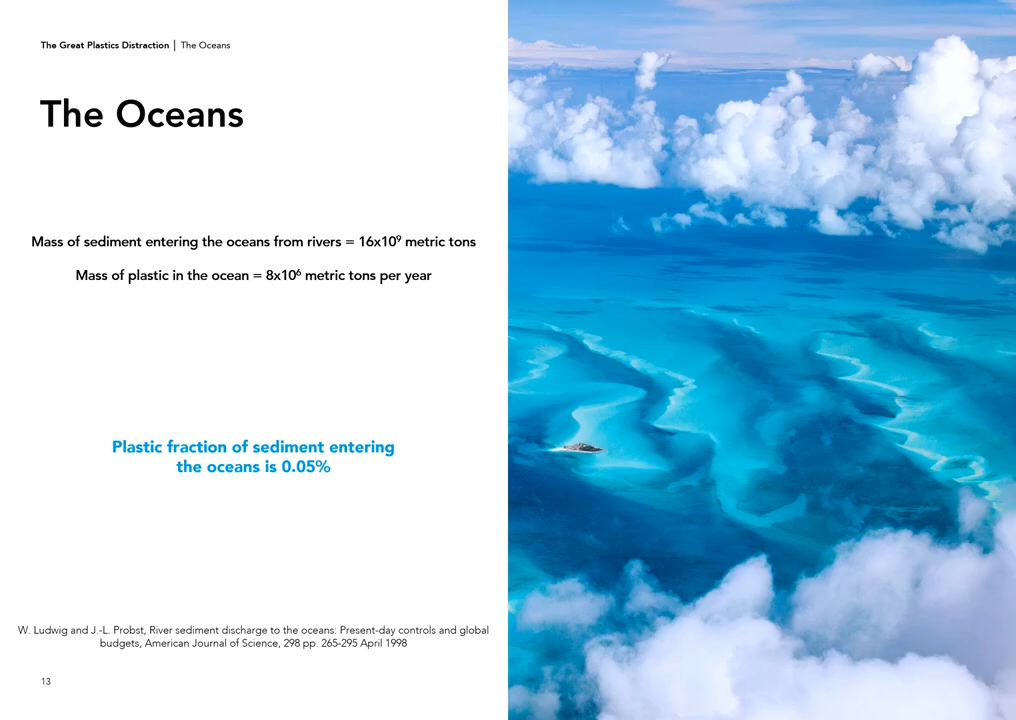 The Great Plastics Distraction | The Oceans
The Oceans
Mass of sediment entering the oceans from rivers = 16x10⁹ metric tons
Mass of plastic in the ocean = 8x10⁶ metric tons per year
Plastic fraction of sediment entering
the oceans is 0.05%
W. Ludwig and J.-L. Probst, River sediment discharge to the oceans: Present-day controls and global
budgets, American Journal of Science, 298 pp. 265-295 April 1998
13